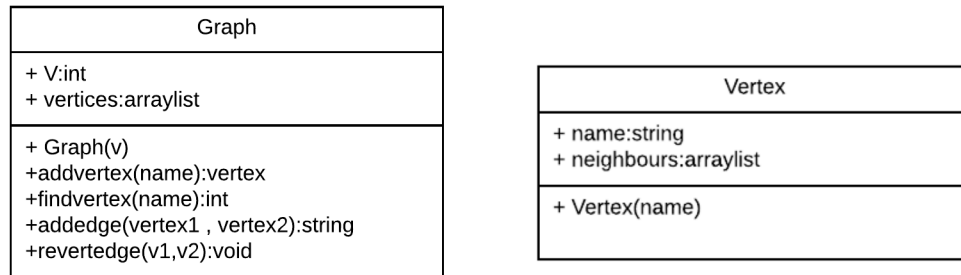 Graph
+ V:int
+ vertices:arraylist
+ Graph(v)
+addvertex(name):vertex
+findvertex(name):int
+addedge(vertex1 , vertex2):string
+revertedge(v1,v2):void
Vertex
+ name:string
+ neighbours:arraylist
+ Vertex(name)